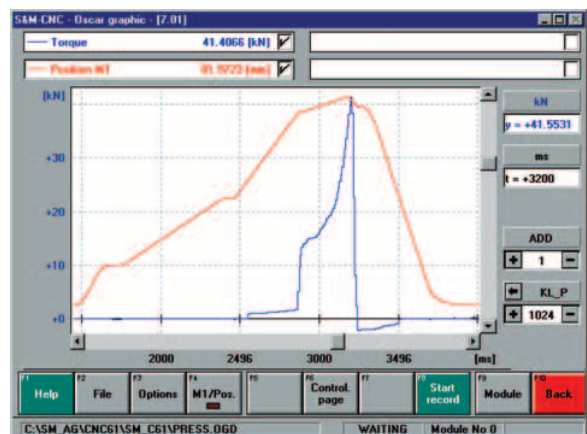 S&M-CNC - Oscar graphic - [7.01]
Torque 41.4066 [kN]
Position M1 [mm]
[kN]
+30
+20
+10
+0
2000 2496 3000 3496 [ms]
kN
y = +41.5531
ms
t = +3200
ADD
+ 1 -
KL_P
+ 1024 -
F1 Help
F2 File
F3 Options
F4 M1/Pos.
F5
F6 Control. page
F7
F8 Start record
F9 Module
F10 Back
C:\SM_AG\CNC61\SM_C61\PRESS.OGD WAITING Module No 0